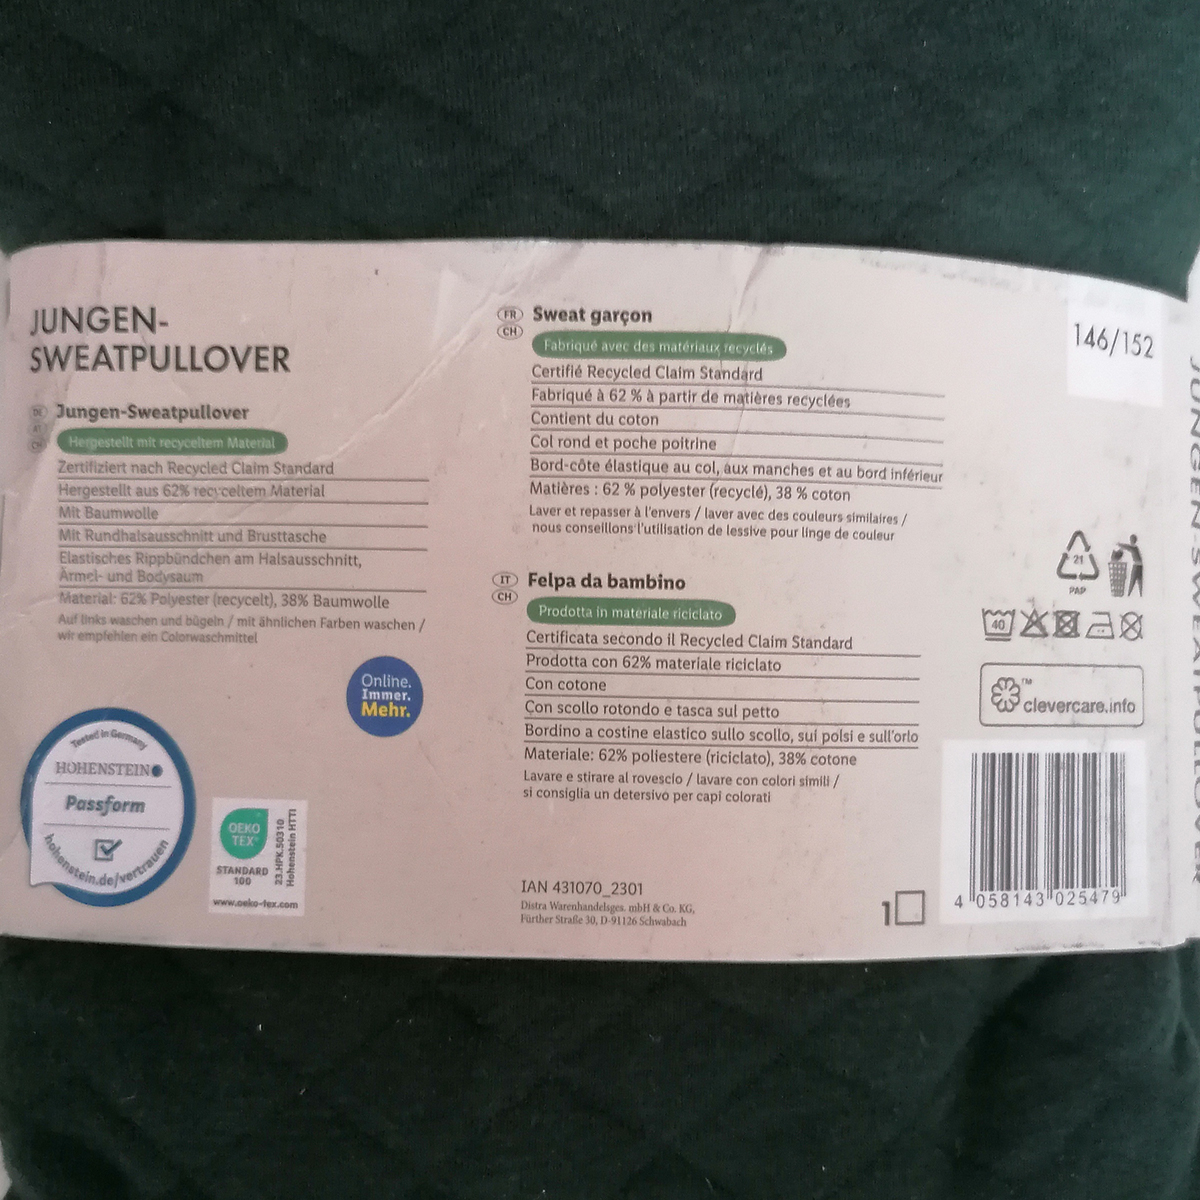 JUNGEN-
SWEATPULLOVER
DE
AT
CH
Jungen-Sweatpullover
Hergestellt mit recyceltem Material
Zertifiziert nach Recycled Claim Standard
Hergestellt aus 62% recyceltem Material
Mit Baumwolle
Mit Rundhalsausschnitt und Brusttasche
Elastisches Rippbündchen am Halsausschnitt,
Ärmel- und Bodysaum
Material: 62% Polyester (recycelt), 38% Baumwolle
Auf links waschen und bügeln / mit ähnlichen Farben waschen /
wir empfehlen ein Colorwaschmittel
Online.
Immer.
Mehr.
Tested in Germany
HOHENSTEIN
Passform
hohenstein.de/vertrauen
OEKO
TEX®
STANDARD
100
23.HPK.50310
Hohenstein HTTI
www.oeko-tex.com
FR
CH
Sweat garçon
Fabriqué avec des matériaux recyclés
Certifié Recycled Claim Standard
Fabriqué à 62 % à partir de matières recyclées
Contient du coton
Col rond et poche poitrine
Bord-côte élastique au col, aux manches et au bord inférieur
Matières : 62 % polyester (recyclé), 38 % coton
Laver et repasser à l'envers / laver avec des couleurs similaires /
nous conseillons l'utilisation de lessive pour linge de couleur
IT
CH
Felpa da bambino
Prodotta in materiale riciclato
Certificata secondo il Recycled Claim Standard
Prodotta con 62% materiale riciclato
Con cotone
Con scollo rotondo e tasca sul petto
Bordino a costine elastico sullo scollo, sui polsi e sull'orlo
Materiale: 62% poliestere (riciclato), 38% cotone
Lavare e stirare al rovescio / lavare con colori simili /
si consiglia un detersivo per capi colorati
IAN 431070_2301
Distra Warenhandelsges. mbH & Co. KG,
Fürther Straße 30, D-91126 Schwabach
146/152
21
PAP
40
™
clevercare.info
1
4 058143 025479
JUNGEN-SWEATPULLOVER